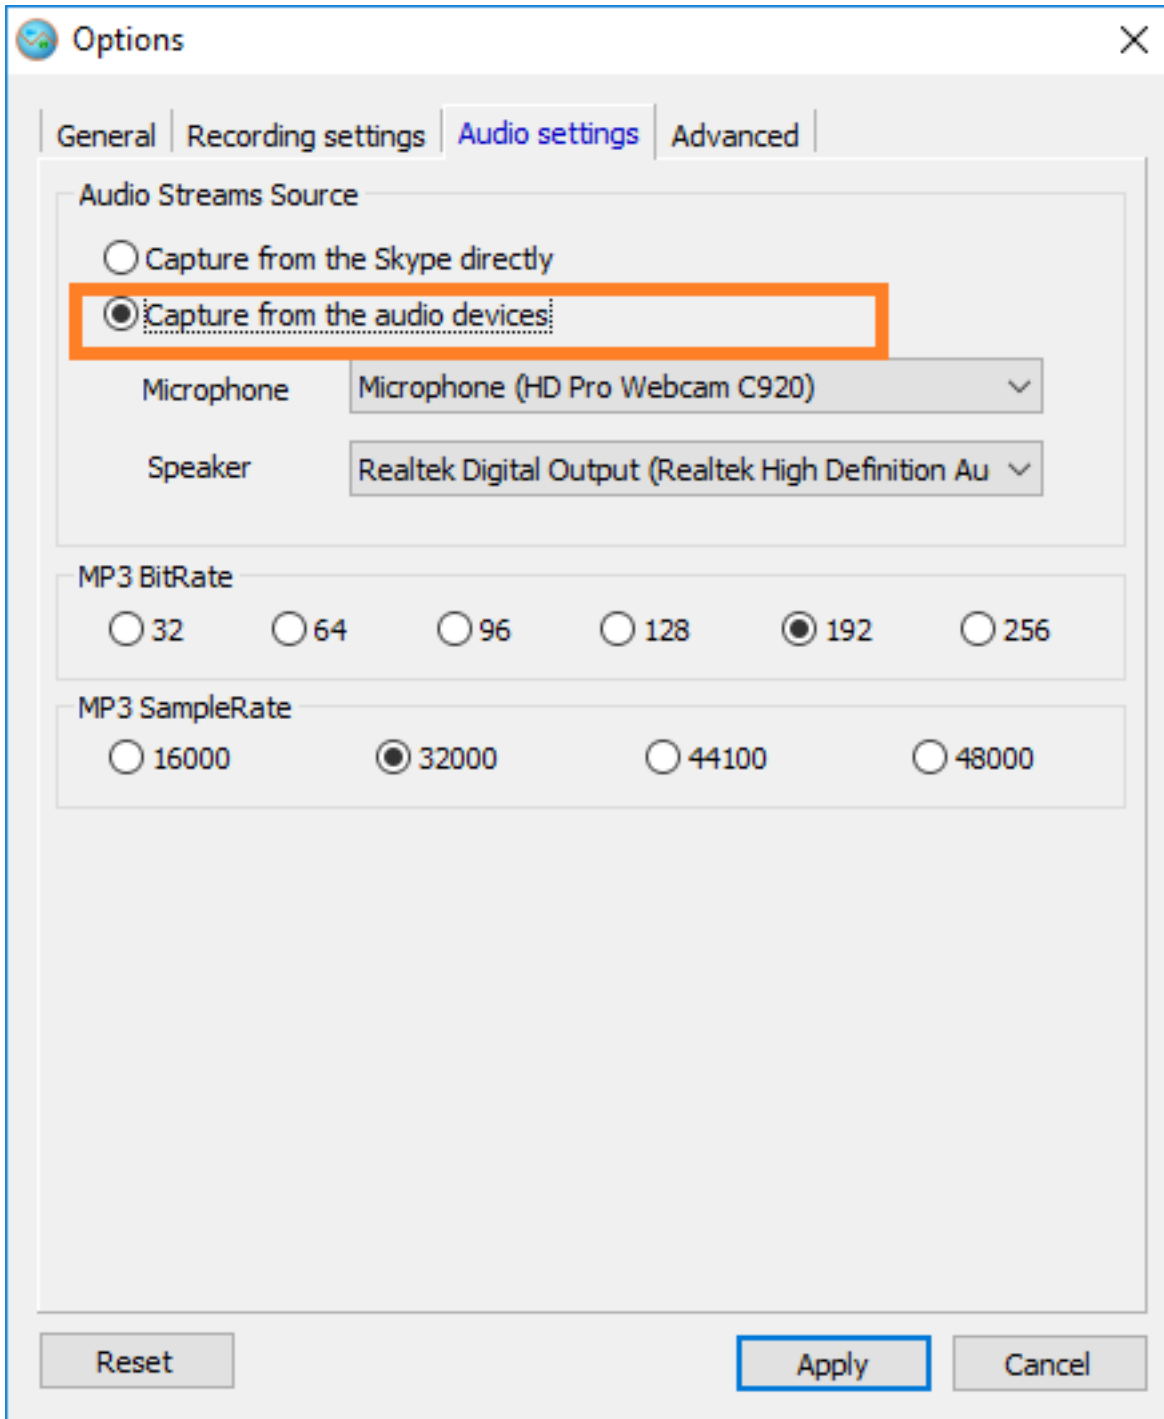 Options
General Recording settings Audio settings Advanced
Audio Streams Source
Capture from the Skype directly
Capture from the audio devices
Microphone Microphone (HD Pro Webcam C920)
Speaker Realtek Digital Output (Realtek High Definition Au
MP3 BitRate
32 64 96 128 192 256
MP3 SampleRate
16000 32000 44100 48000
Reset Apply Cancel